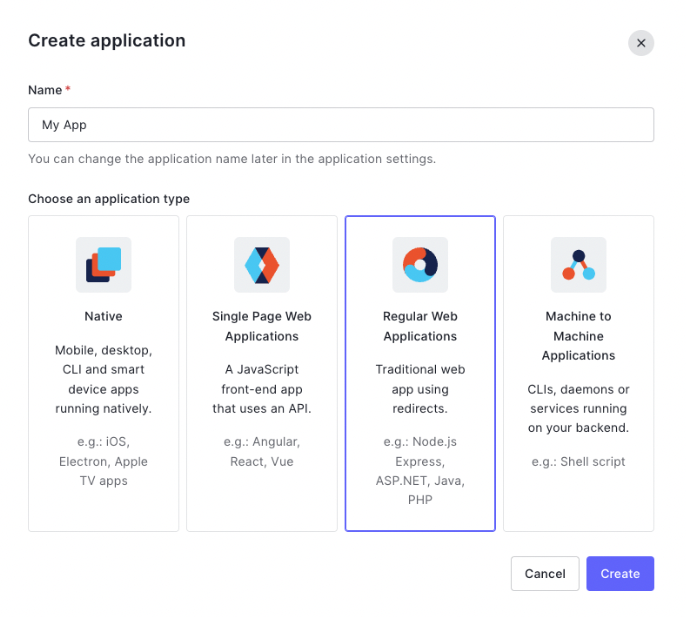 Create application
Name *
My App
You can change the application name later in the application settings.
Choose an application type
Native
Mobile, desktop,
CLI and smart
device apps
running natively.
e.g.: iOS,
Electron, Apple
TV apps
Single Page Web
Applications
A JavaScript
front-end app
that uses an API.
e.g.: Angular,
React, Vue
Regular Web
Applications
Traditional web
app using
redirects.
e.g.: Node.js
Express,
ASP.NET, Java,
PHP
Machine to
Machine
Applications
CLIs, daemons or
services running
on your backend.
e.g.: Shell script
Cancel
Create